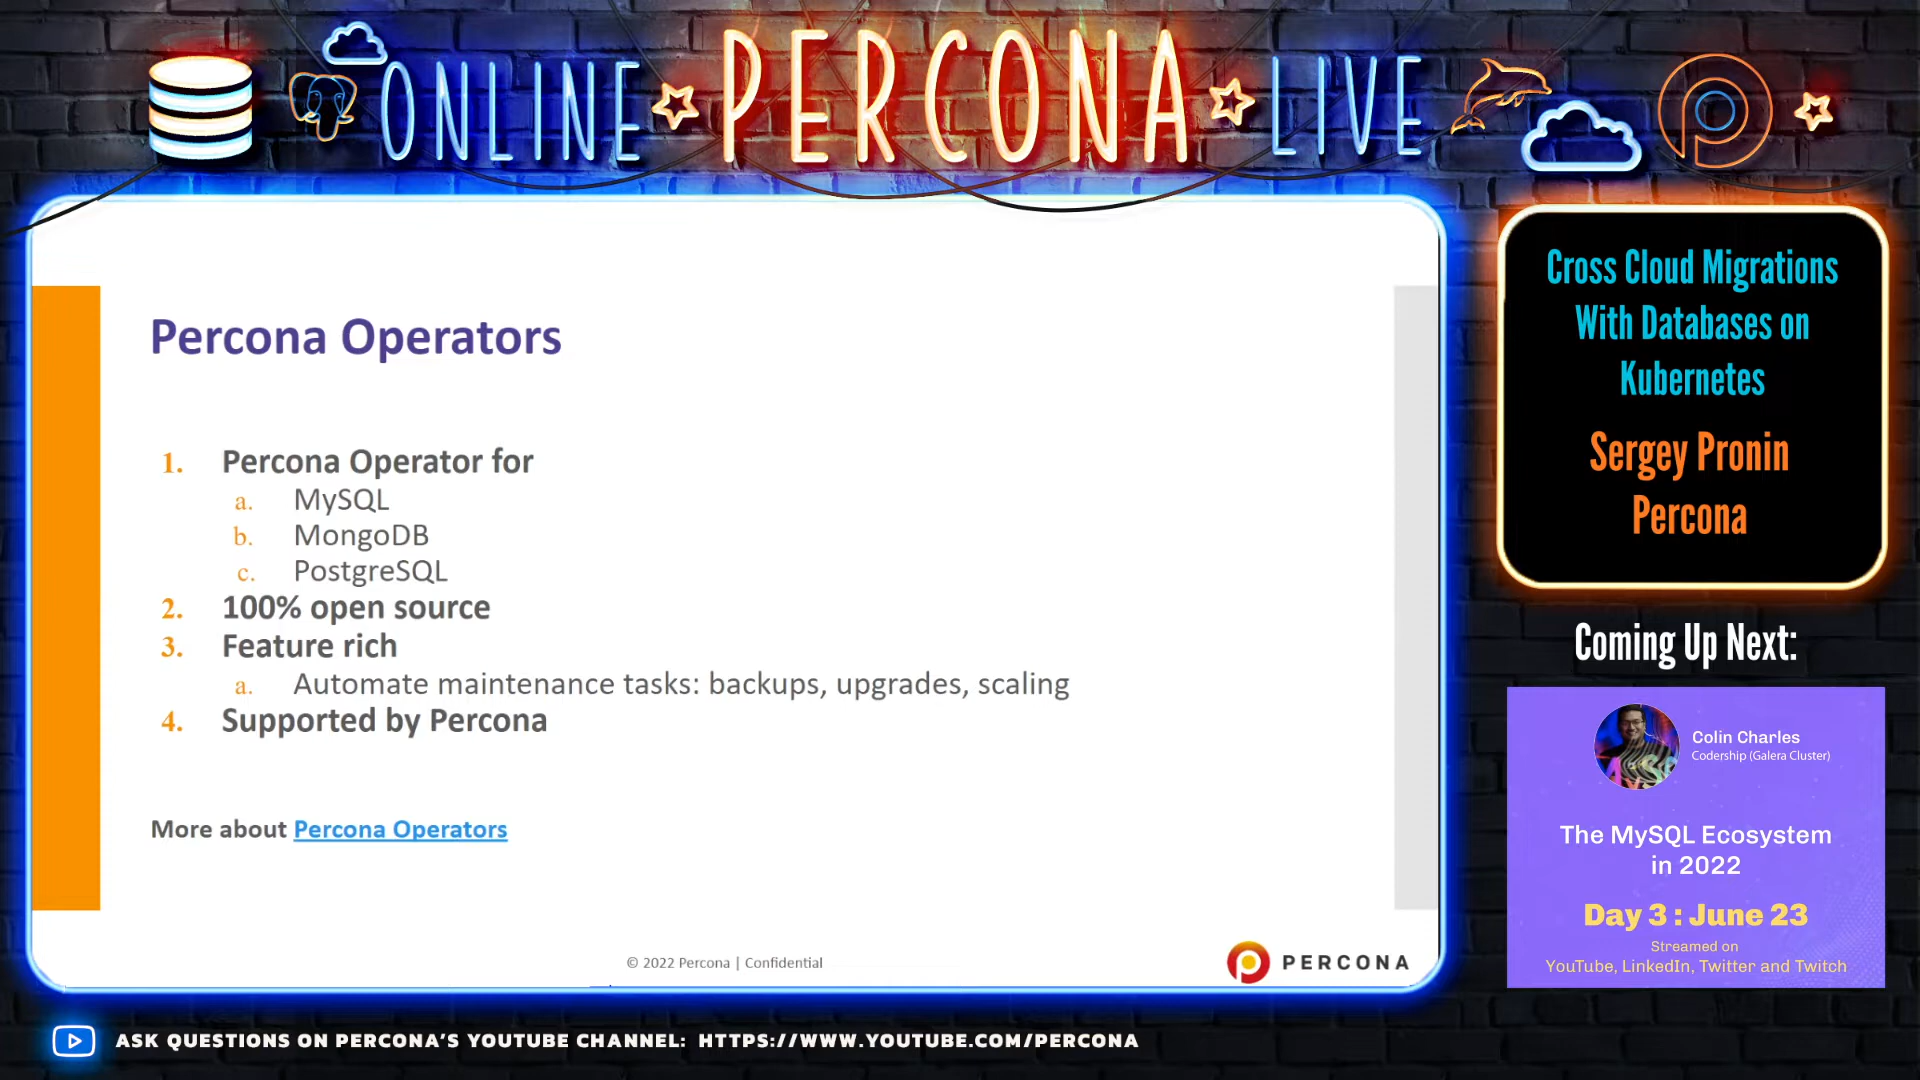 ONLINE PERCONA LIVE
Percona Operators
1. Percona Operator for
a. MySQL
b. MongoDB
c. PostgreSQL
2. 100% open source
3. Feature rich
a. Automate maintenance tasks: backups, upgrades, scaling
4. Supported by Percona
More about Percona Operators
© 2022 Percona | Confidential
PERCONA
Cross Cloud Migrations
With Databases on
Kubernetes
Sergey Pronin
Percona
Coming Up Next:
Colin Charles
Codership (Galera Cluster)
The MySQL Ecosystem
in 2022
Day 3 : June 23
Streamed on
YouTube, LinkedIn, Twitter and Twitch
ASK QUESTIONS ON PERCONA'S YOUTUBE CHANNEL: HTTPS://WWW.YOUTUBE.COM/PERCONA